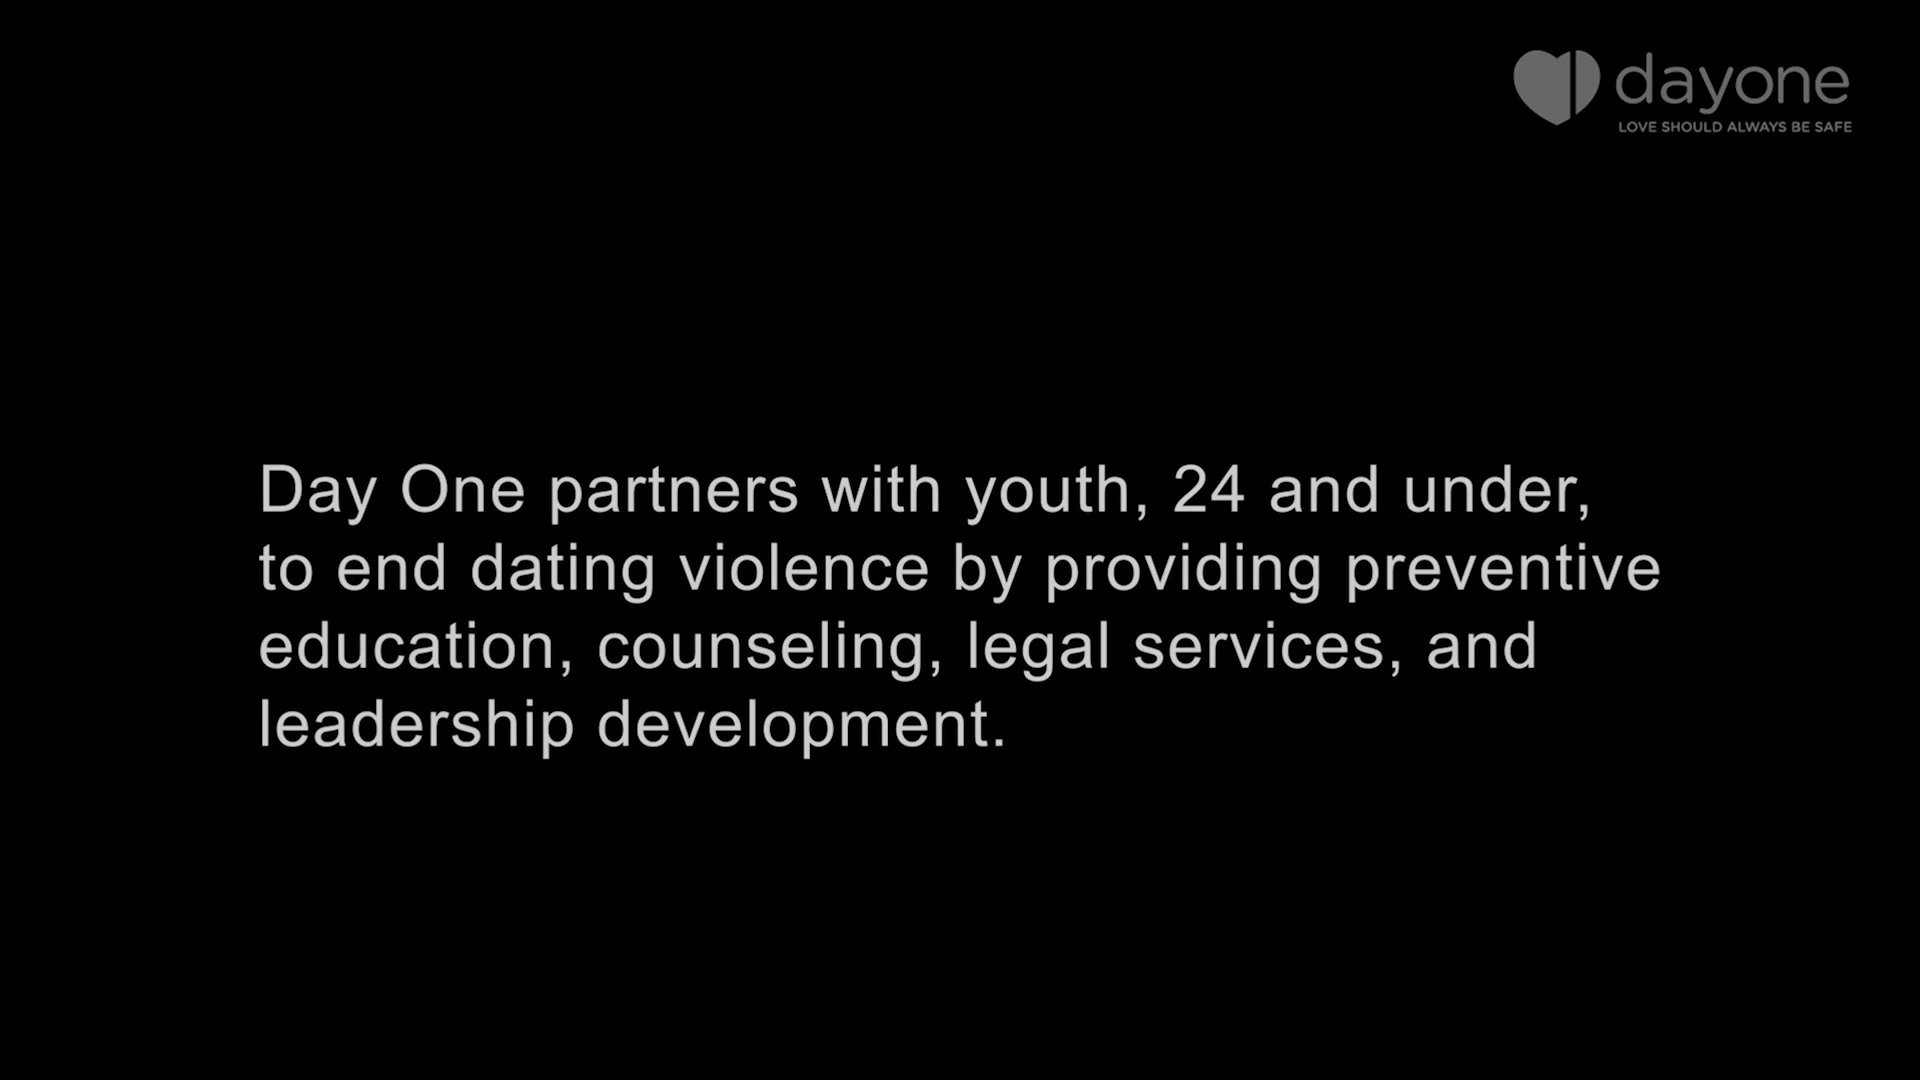 dayone
LOVE SHOULD ALWAYS BE SAFE
Day One partners with youth, 24 and under,
to end dating violence by providing preventive
education, counseling, legal services, and
leadership development.